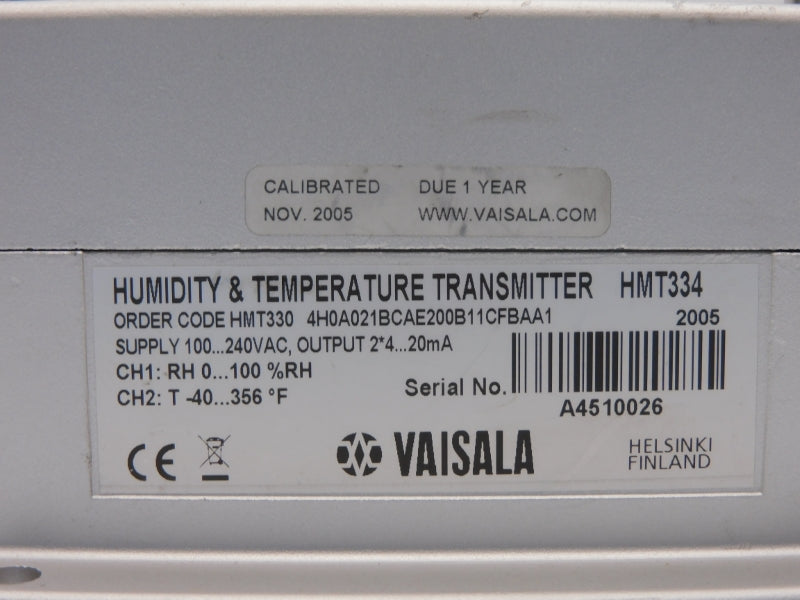 CALIBRATED DUE 1 YEAR
NOV. 2005 WWW.VAISALA.COM
HUMIDITY & TEMPERATURE TRANSMITTER HMT334
ORDER CODE HMT330 4H0A021BCAE200B11CFBAA1 2005
SUPPLY 100...240VAC, OUTPUT 2*4...20mA
CH1: RH 0...100 %RH
CH2: T -40...356 °F
Serial No.
A4510026
CE
VAISALA
HELSINKI
FINLAND